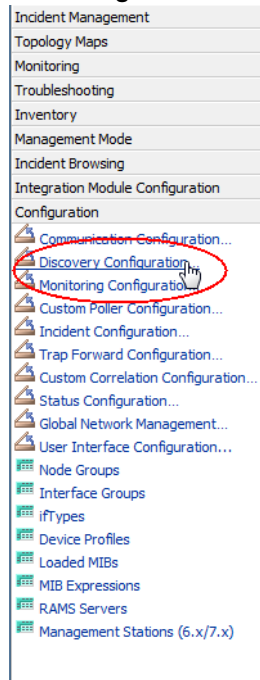 Incident Management
Topology Maps
Monitoring
Troubleshooting
Inventory
Management Mode
Incident Browsing
Integration Module Configuration
Configuration
Communication Configuration...
Discovery Configuration
Monitoring Configuration
Custom Poller Configuration...
Incident Configuration...
Trap Forward Configuration...
Custom Correlation Configuration...
Status Configuration...
Global Network Management...
User Interface Configuration...
Node Groups
Interface Groups
ifTypes
Device Profiles
Loaded MIBs
MIB Expressions
RAMS Servers
Management Stations (6.x/7.x)